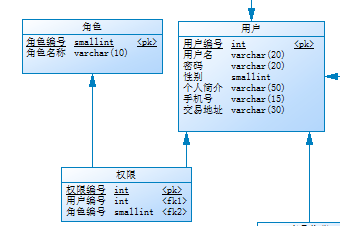 角色
角色编号 smallint <pk>
角色名称 varchar(10)
用户
用户编号 int <pk>
用户名 varchar(20)
密码 varchar(20)
性别 smallint
个人简介 varchar(50)
手机号 varchar(15)
交易地址 varchar(30)
权限
权限编号 int <pk>
用户编号 int <fk1>
角色编号 smallint <fk2>